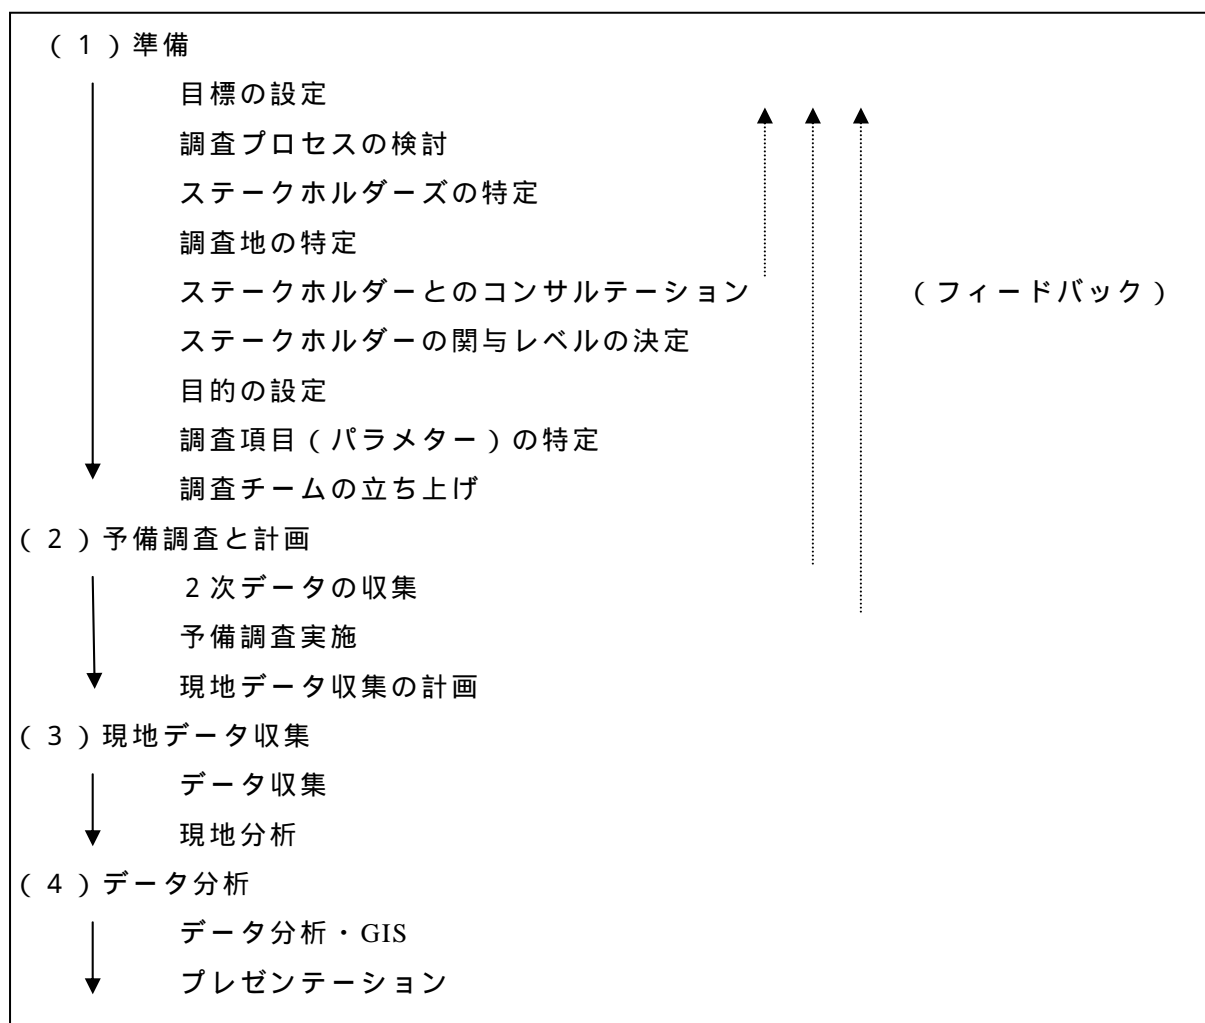 (1)準備
目標の設定
調査プロセスの検討
ステークホルダーズの特定
調査地の特定
ステークホルダーとのコンサルテーション (フィードバック)
ステークホルダーの関与レベルの決定
目的の設定
調査項目(パラメター)の特定
調査チームの立ち上げ
(2)予備調査と計画
2次データの収集
予備調査実施
現地データ収集の計画
(3)現地データ収集
データ収集
現地分析
(4)データ分析
データ分析・GIS
プレゼンテーション